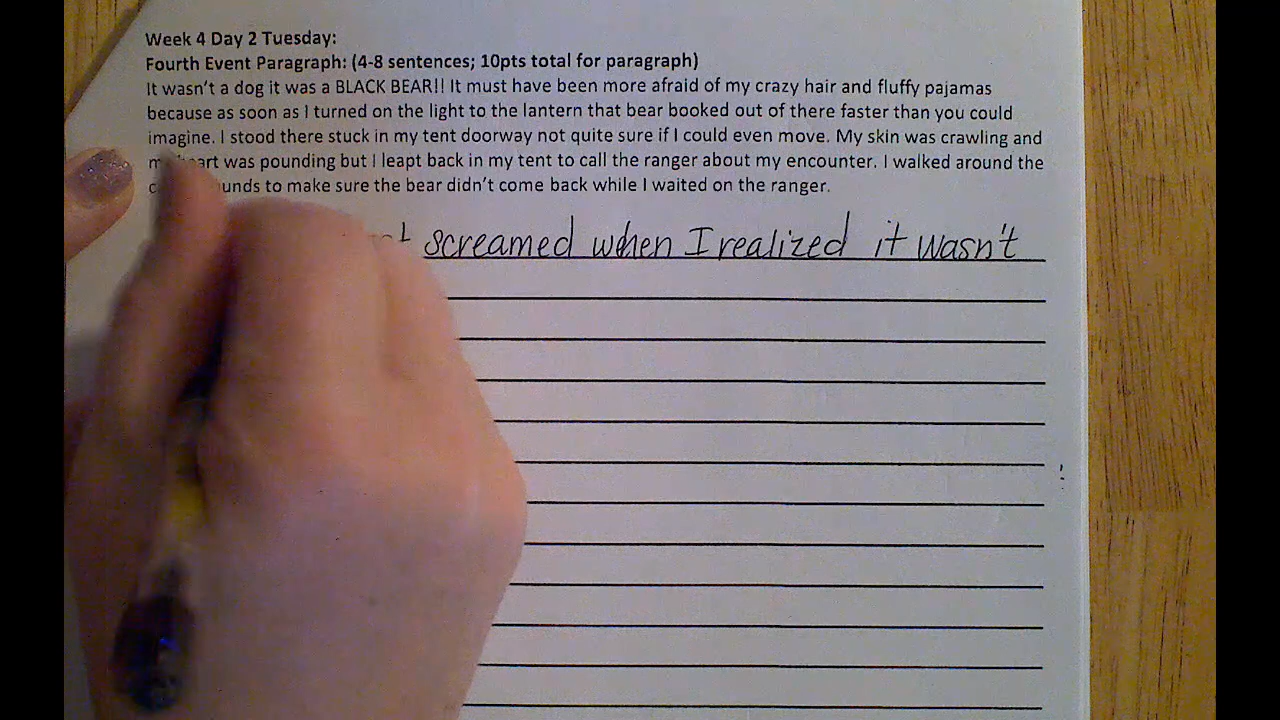 Week 4 Day 2 Tuesday:
Fourth Event Paragraph: (4-8 sentences; 10pts total for paragraph)
It wasn't a dog it was a BLACK BEAR!! It must have been more afraid of my crazy hair and fluffy pajamas
because as soon as I turned on the light to the lantern that bear booked out of there faster than you could
imagine. I stood there stuck in my tent doorway not quite sure if I could even move. My skin was crawling and
was pounding but I leapt back in my tent to call the ranger about my encounter. I walked around the
to make sure the bear didn't come back while I waited on the ranger.
screamed when I realized it wasn't